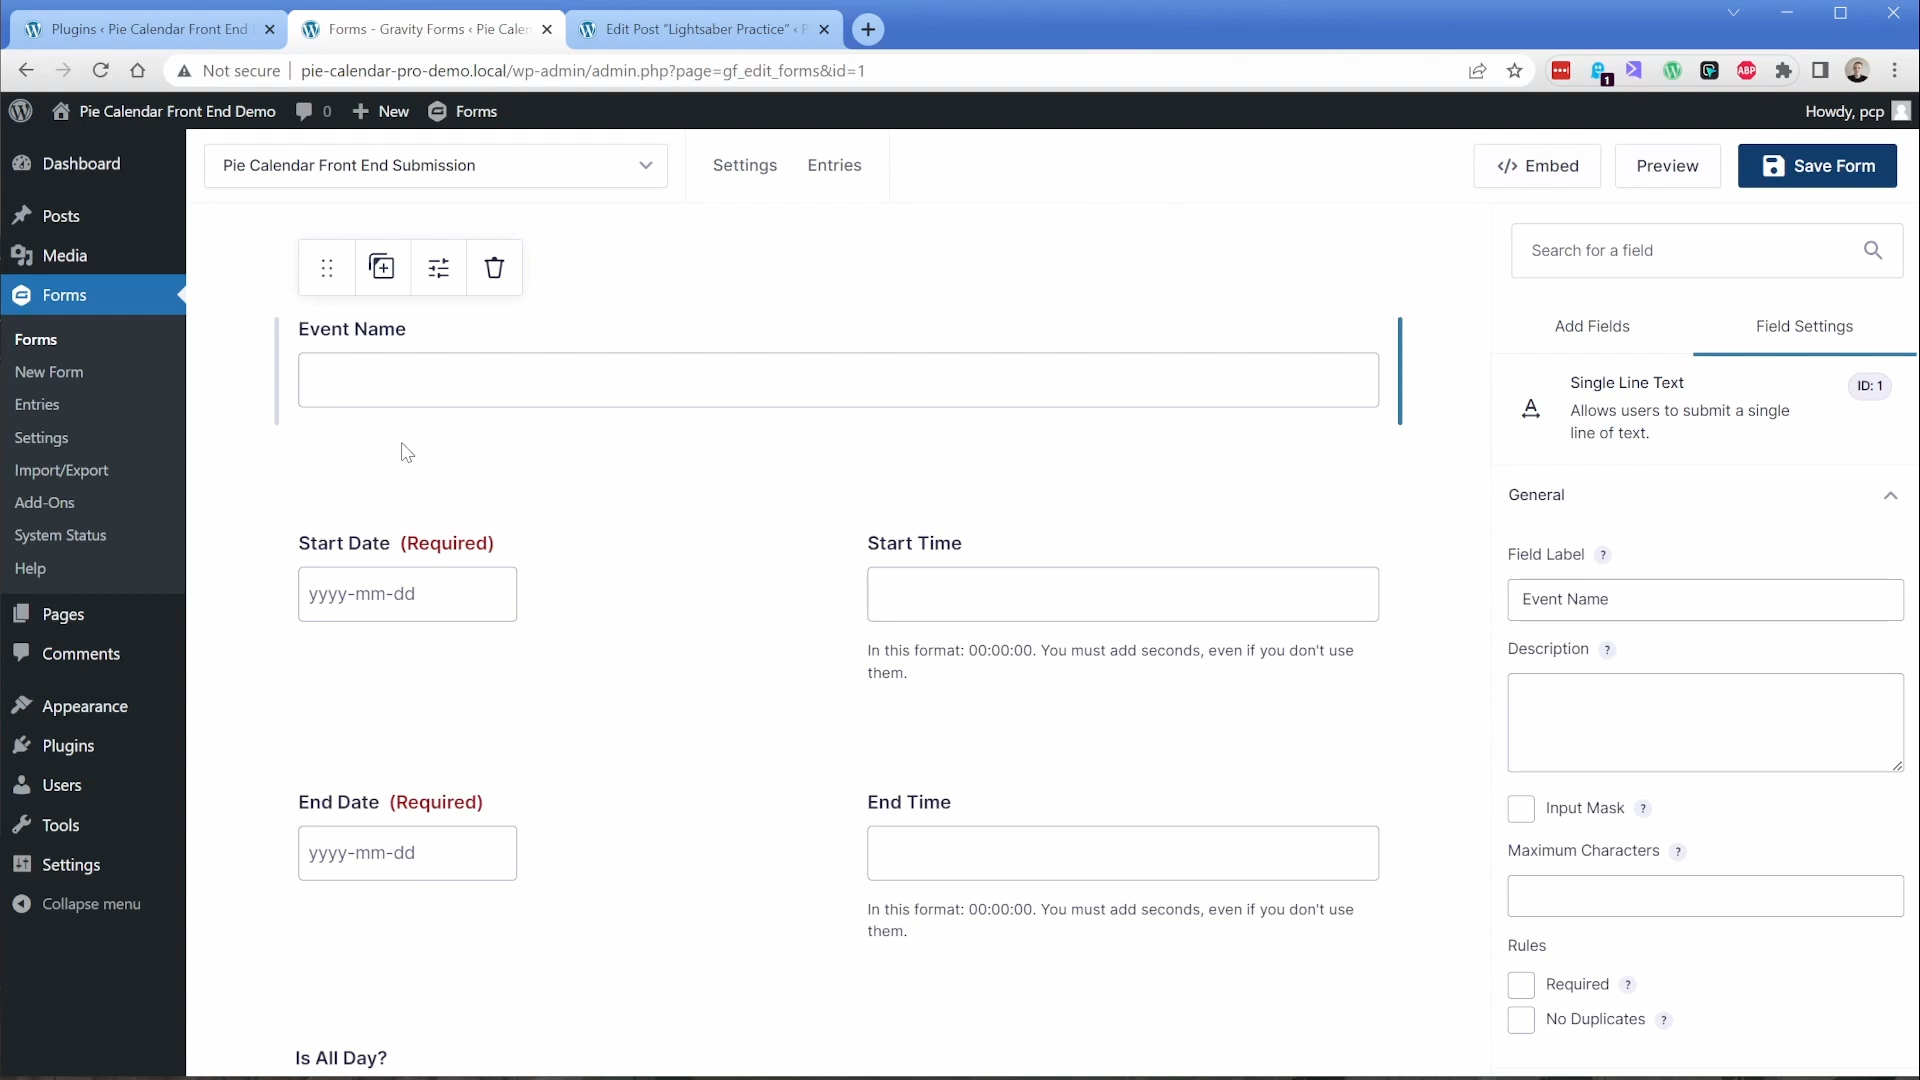 Plugins ‹ Pie Calendar Front End
Forms - Gravity Forms ‹ Pie Calen
Edit Post “Lightsaber Practice” ‹ P
Not secure
pie-calendar-pro-demo.local/wp-admin/admin.php?page=gf_edit_forms&id=1
1
ABP
Pie Calendar Front End Demo
0
New
Forms
Howdy, pcp
Dashboard
Posts
Media
Forms
Forms
New Form
Entries
Settings
Import/Export
Add-Ons
System Status
Help
Pages
Comments
Appearance
Plugins
Users
Tools
Settings
Collapse menu
Pie Calendar Front End Submission
Settings
Entries
</> Embed
Preview
Save Form
Event Name
Start Date (Required)
yyyy-mm-dd
Start Time
In this format: 00:00:00. You must add seconds, even if you don't use
them.
End Date (Required)
yyyy-mm-dd
End Time
In this format: 00:00:00. You must add seconds, even if you don't use
them.
Is All Day?
Search for a field
Add Fields
Field Settings
Single Line Text
ID: 1
Allows users to submit a single
line of text.
General
Field Label ?
Event Name
Description ?
Input Mask ?
Maximum Characters ?
Rules
Required ?
No Duplicates ?